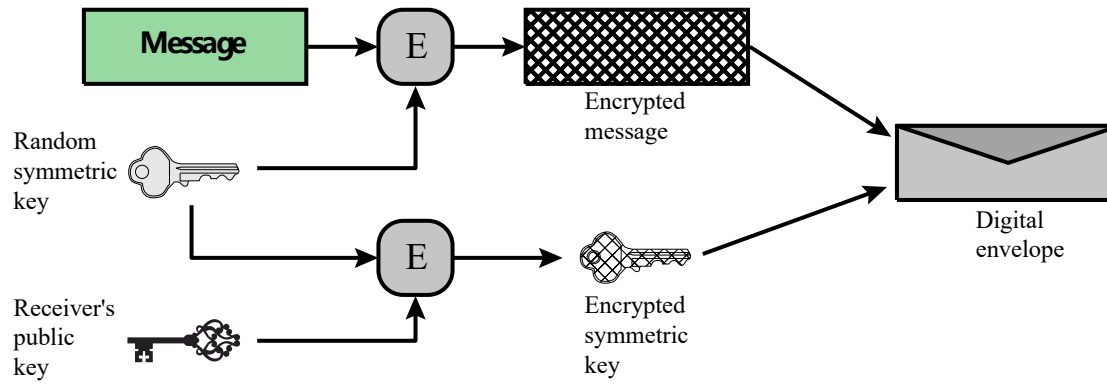 Message
E
Encrypted
message
Random
symmetric
key
Digital
envelope
E
Receiver's
public
key
Encrypted
symmetric
key